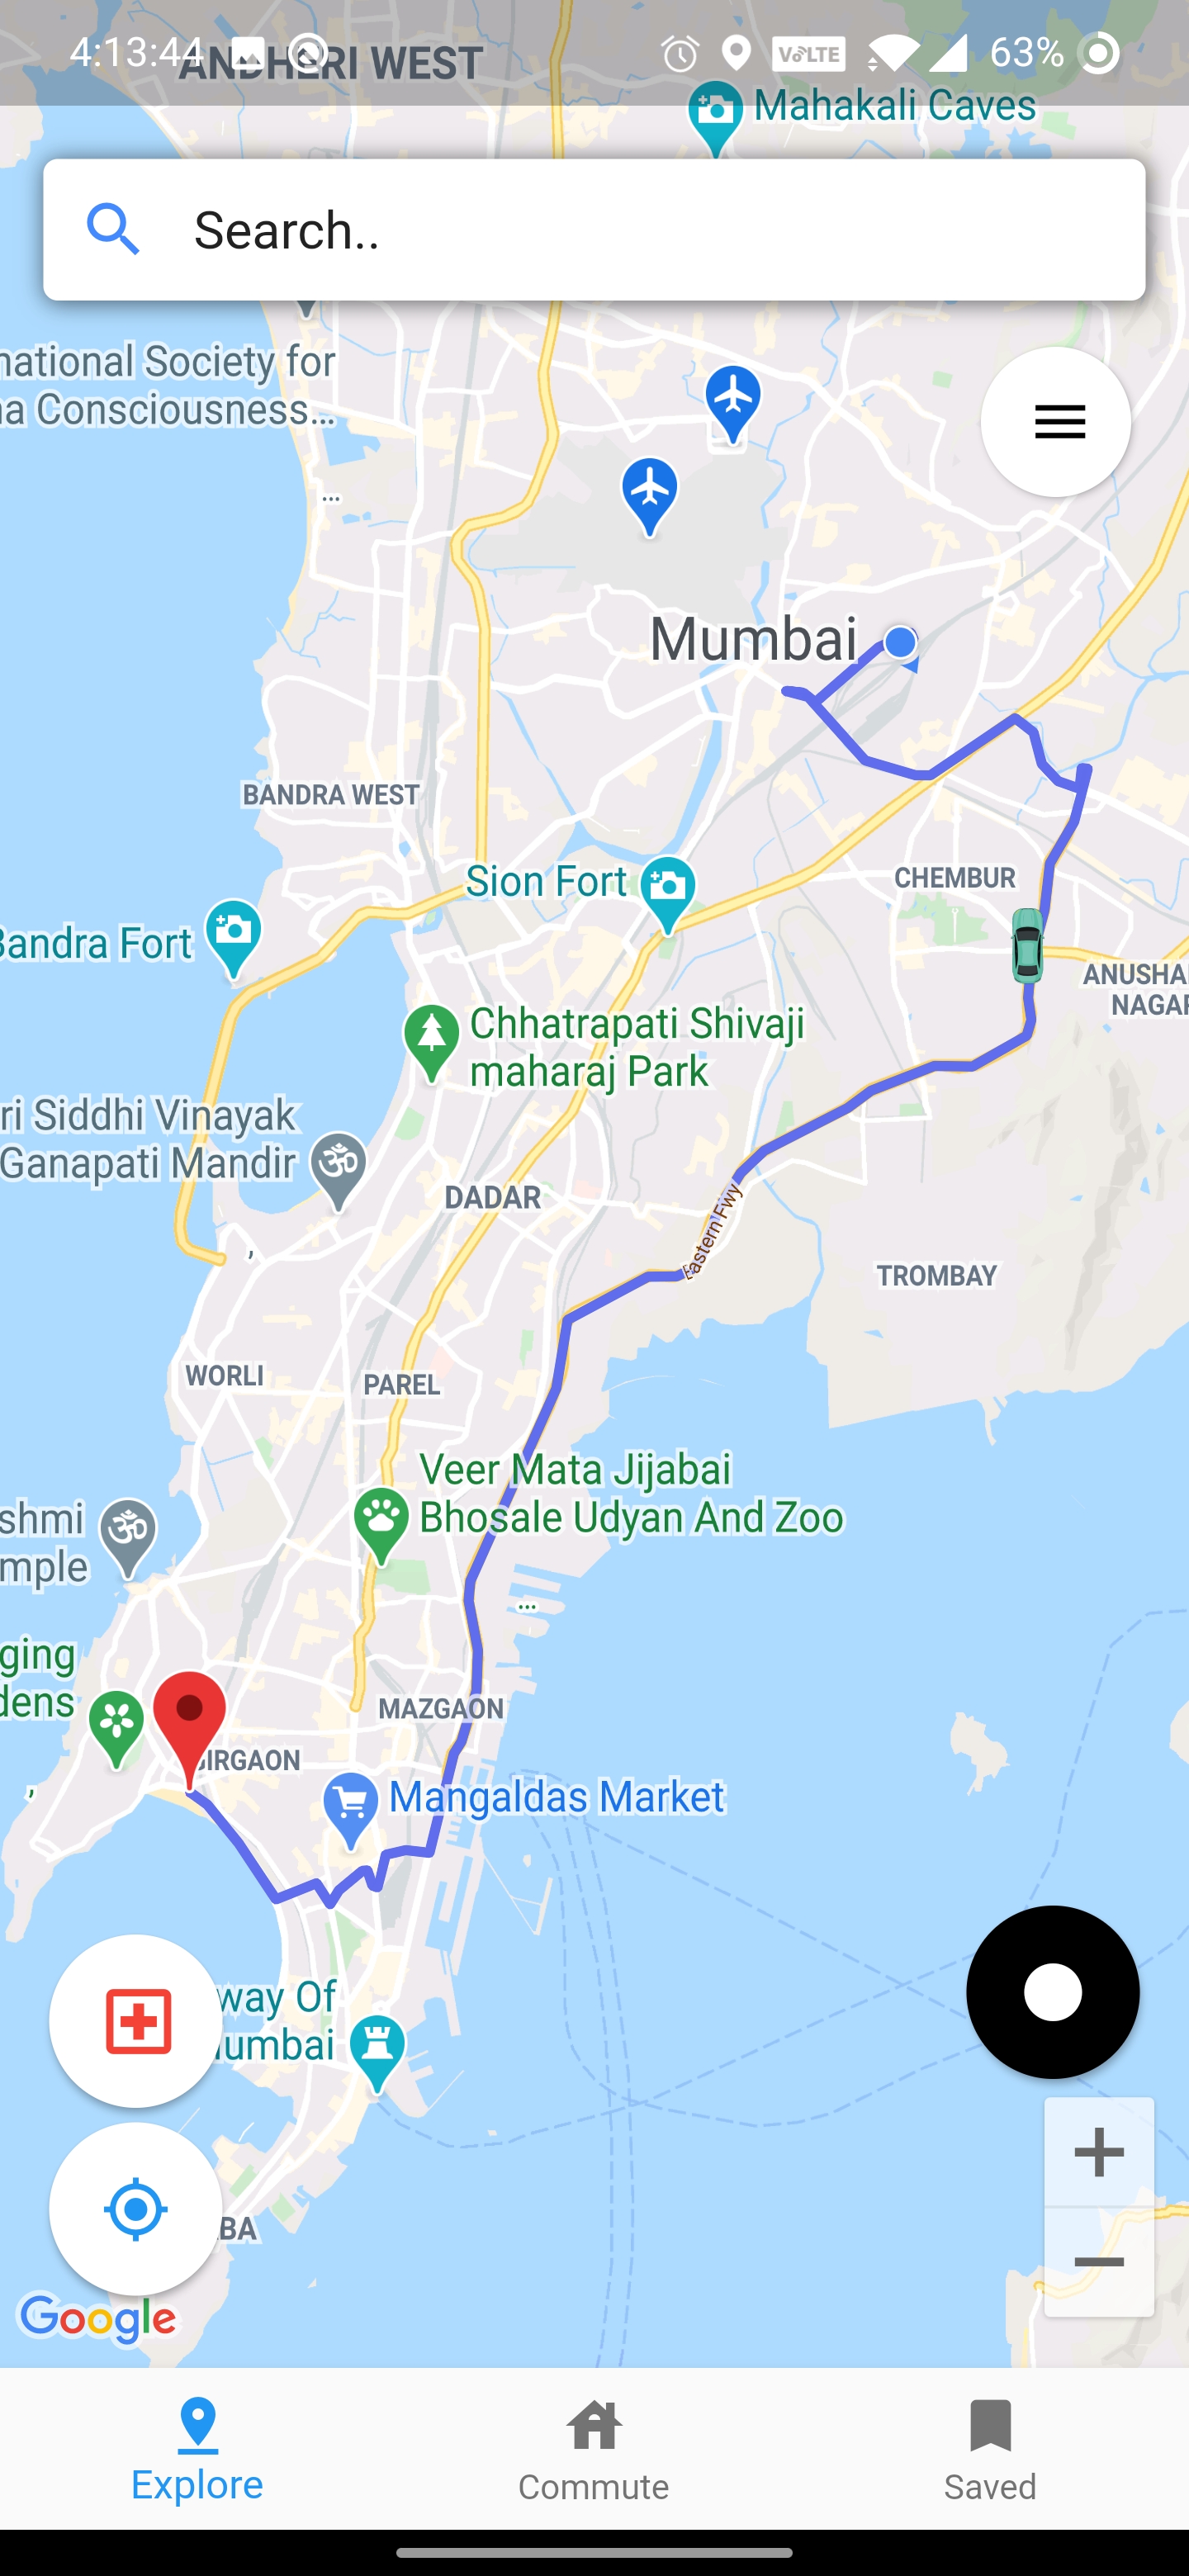 4:13:44
VoLTE
63%
ANDHERI WEST
Mahakali Caves
Search..
national Society for
na Consciousness...
...
Mumbai
BANDRA WEST
Sion Fort
CHEMBUR
Bandra Fort
ANUSHA
NAGAR
Chhatrapati Shivaji
maharaj Park
ri Siddhi Vinayak
Ganapati Mandir
DADAR
Eastern Fwy
TROMBAY
WORLI
PAREL
Veer Mata Jijabai
Bhosale Udyan And Zoo
shmi
mple
...
ging
dens
MAZGAON
GIRGAON
Mangaldas Market
way Of
umbai
BA
Google
Explore
Commute
Saved